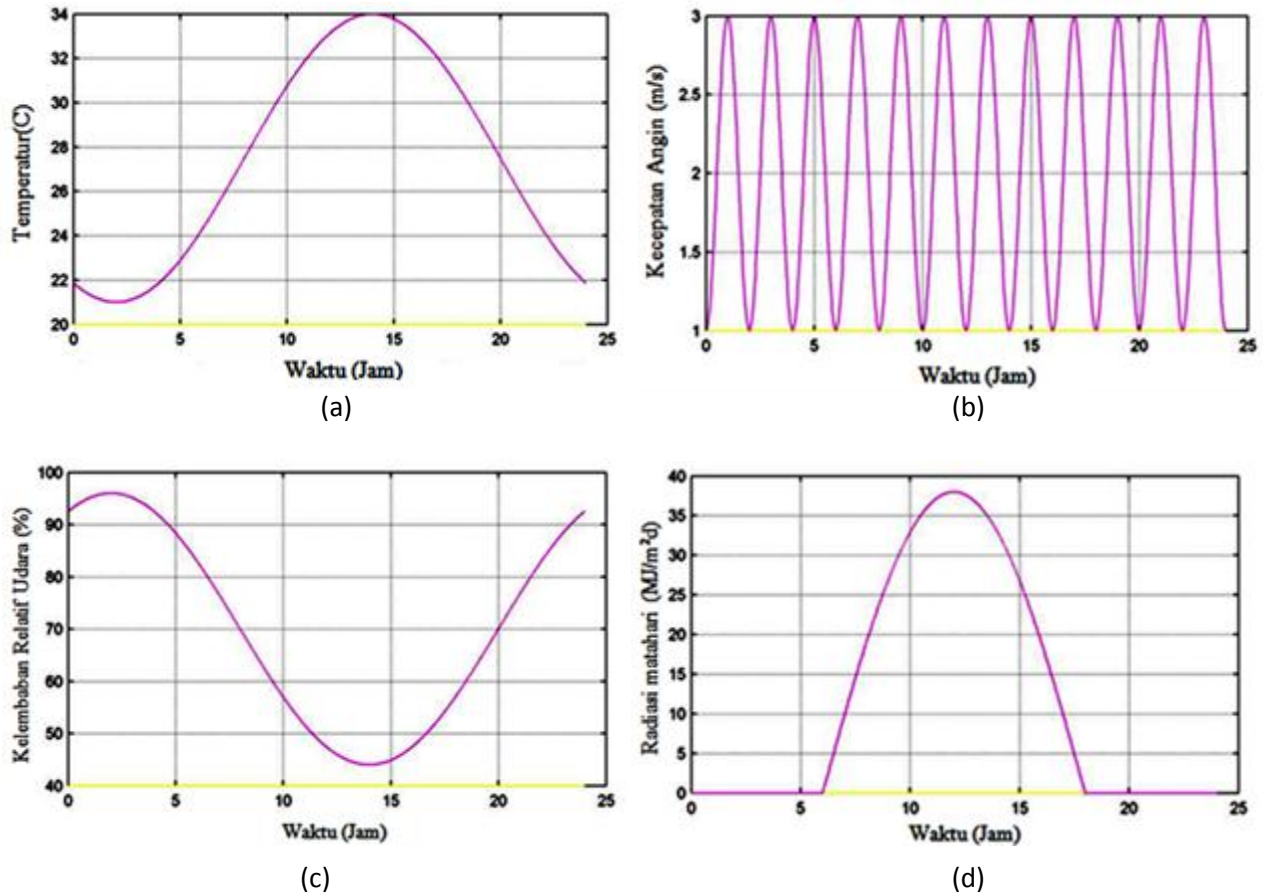 Temperatur(C)
34
32
30
28
26
24
22
20
0 5 10 15 20 25
Waktu (Jam)
(a)
Kecepatan Angin (m/s)
3
2.5
2
1.5
1
0 5 10 15 20 25
Waktu (Jam)
(b)
Kelembaban Relatif Udara (%)
100
90
80
70
60
50
40
0 5 10 15 20 25
Waktu (Jam)
(c)
Radiasi matahari (MJ/m²d)
40
35
30
25
20
15
10
5
0
0 5 10 15 20 25
Waktu (Jam)
(d)